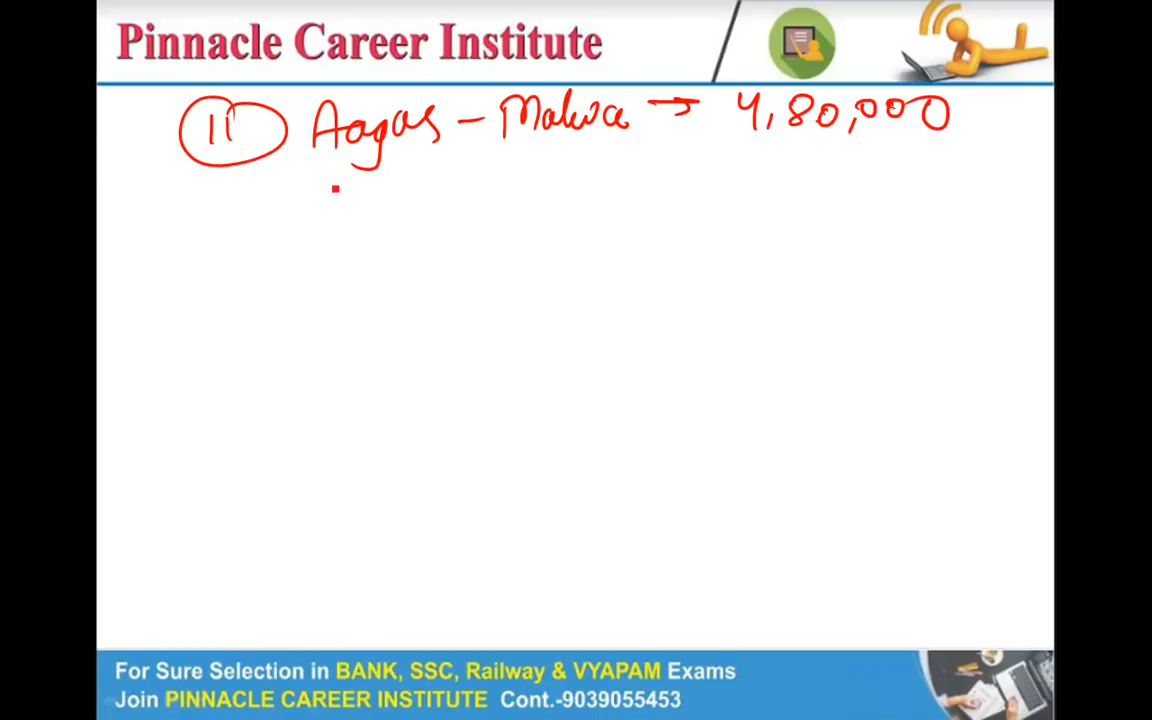 Pinnacle Career Institute
11 Aagar - Malwa → 4,80,000
For Sure Selection in BANK, SSC, Railway & VYAPAM Exams
Join PINNACLE CAREER INSTITUTE Cont.-9039055453